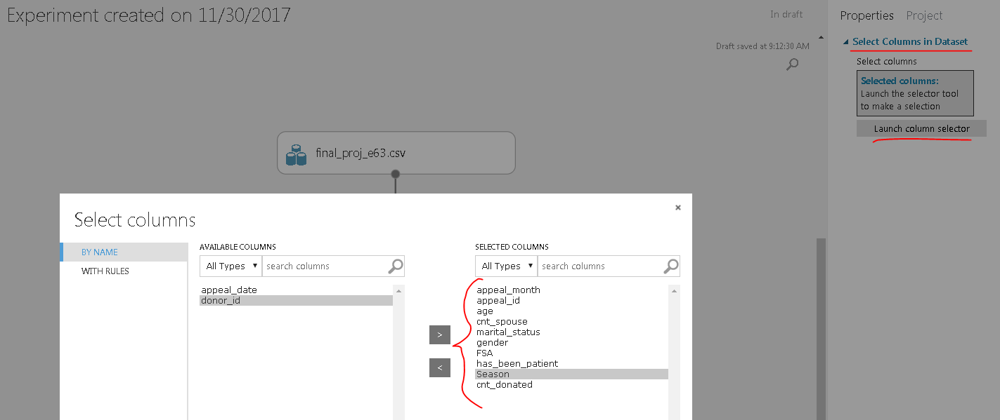 Experiment created on 11/30/2017
In draft
Draft saved at 9:12:30 AM
Properties Project
Select Columns in Dataset
Select columns
Selected columns:
Launch the selector tool
to make a selection
Launch column selector
final_proj_e63.csv
Select columns
BY NAME
WITH RULES
AVAILABLE COLUMNS
All Types search columns
appeal_date
donor_id
>
<
SELECTED COLUMNS
All Types search columns
appeal_month
appeal_id
age
cnt_spouse
marital_status
gender
FSA
has_been_patient
Season
cnt_donated